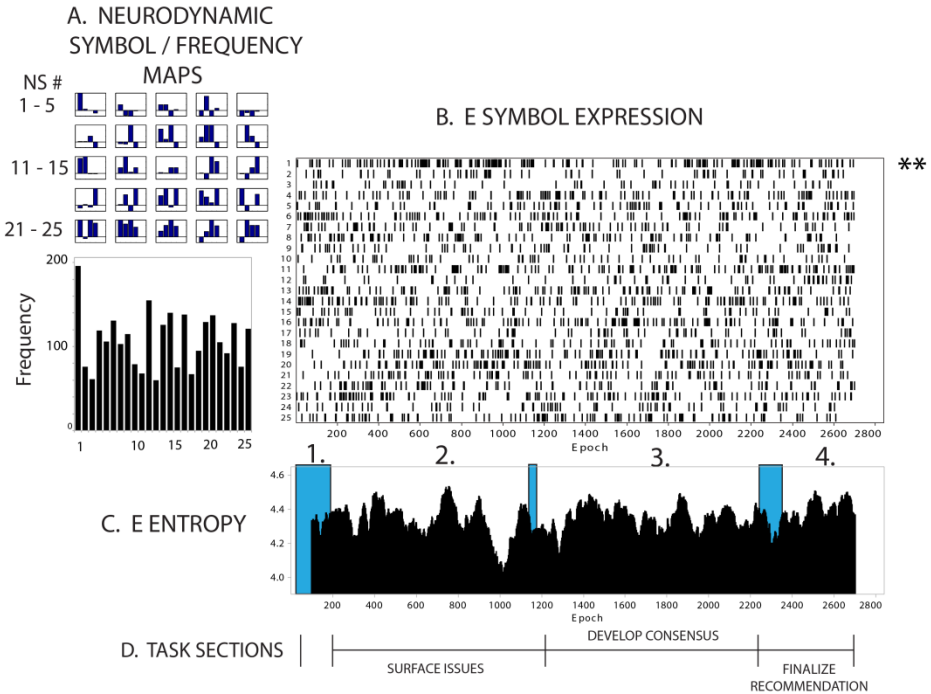 A. NEURODYNAMIC
SYMBOL / FREQUENCY
MAPS
NS #
1 - 5
11 - 15
21 - 25
200
100
0
Frequency
1 10 15 20 25
B. E SYMBOL EXPRESSION
**
1
2
3
4
5
6
7
8
9
10
11
12
13
14
15
16
17
18
19
20
21
22
23
24
25
200 400 600 800 1000 1200 1400 1600 1800 2000 2200 2400 2600 2800
Epoch
1. 2. 3. 4.
C. E ENTROPY
4.6
4.4
4.2
4.0
200 400 600 800 1000 1200 1400 1600 1800 2000 2200 2400 2600 2800
Epoch
D. TASK SECTIONS
SURFACE ISSUES
DEVELOP CONSENSUS
FINALIZE
RECOMMENDATION